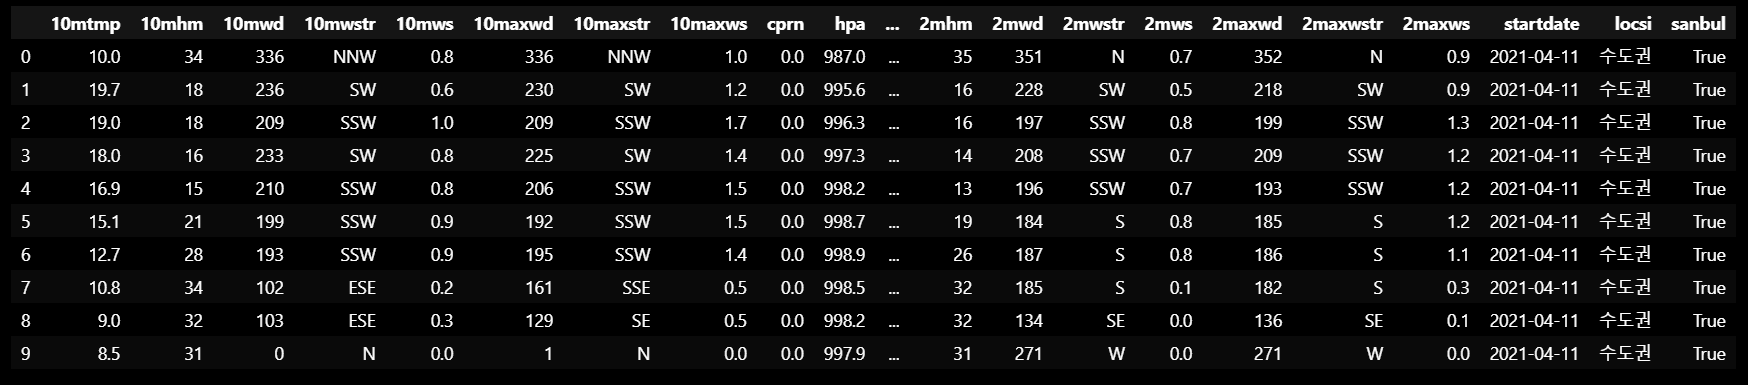 10mtmp 10mhm 10mwd 10mwstr 10mws 10maxwd 10maxstr 10maxws cprn hpa ... 2mhm 2mwd 2mwstr 2mws 2maxwd 2maxwstr 2maxws startdate locsi sanbul
0 10.0 34 336 NNW 0.8 336 NNW 1.0 0.0 987.0 ... 35 351 N 0.7 352 N 0.9 2021-04-11 수도권 True
1 19.7 18 236 SW 0.6 230 SW 1.2 0.0 995.6 ... 16 228 SW 0.5 218 SW 0.9 2021-04-11 수도권 True
2 19.0 18 209 SSW 1.0 209 SSW 1.7 0.0 996.3 ... 16 197 SSW 0.8 199 SSW 1.3 2021-04-11 수도권 True
3 18.0 16 233 SW 0.8 225 SW 1.4 0.0 997.3 ... 14 208 SSW 0.7 209 SSW 1.2 2021-04-11 수도권 True
4 16.9 15 210 SSW 0.8 206 SSW 1.5 0.0 998.2 ... 13 196 SSW 0.7 193 SSW 1.2 2021-04-11 수도권 True
5 15.1 21 199 SSW 0.9 192 SSW 1.5 0.0 998.7 ... 19 184 S 0.8 185 S 1.2 2021-04-11 수도권 True
6 12.7 28 193 SSW 0.9 195 SSW 1.4 0.0 998.9 ... 26 187 S 0.8 186 S 1.1 2021-04-11 수도권 True
7 10.8 34 102 ESE 0.2 161 SSE 0.5 0.0 998.5 ... 32 185 S 0.1 182 S 0.3 2021-04-11 수도권 True
8 9.0 32 103 ESE 0.3 129 SE 0.5 0.0 998.2 ... 32 134 SE 0.0 136 SE 0.1 2021-04-11 수도권 True
9 8.5 31 0 N 0.0 1 N 0.0 0.0 997.9 ... 31 271 W 0.0 271 W 0.0 2021-04-11 수도권 True